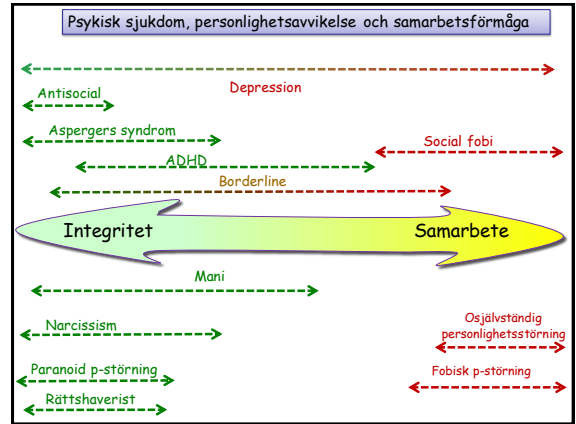 Psykisk sjukdom, personlighetsavvikelse och samarbetsförmåga
Depression
Antisocial
Aspergers syndrom
Social fobi
ADHD
Borderline
Integritet
Samarbete
Mani
Narcissism
Osjälvständig
personlighetsstörning
Paranoid p-störning
Fobisk p-störning
Rättshaverist